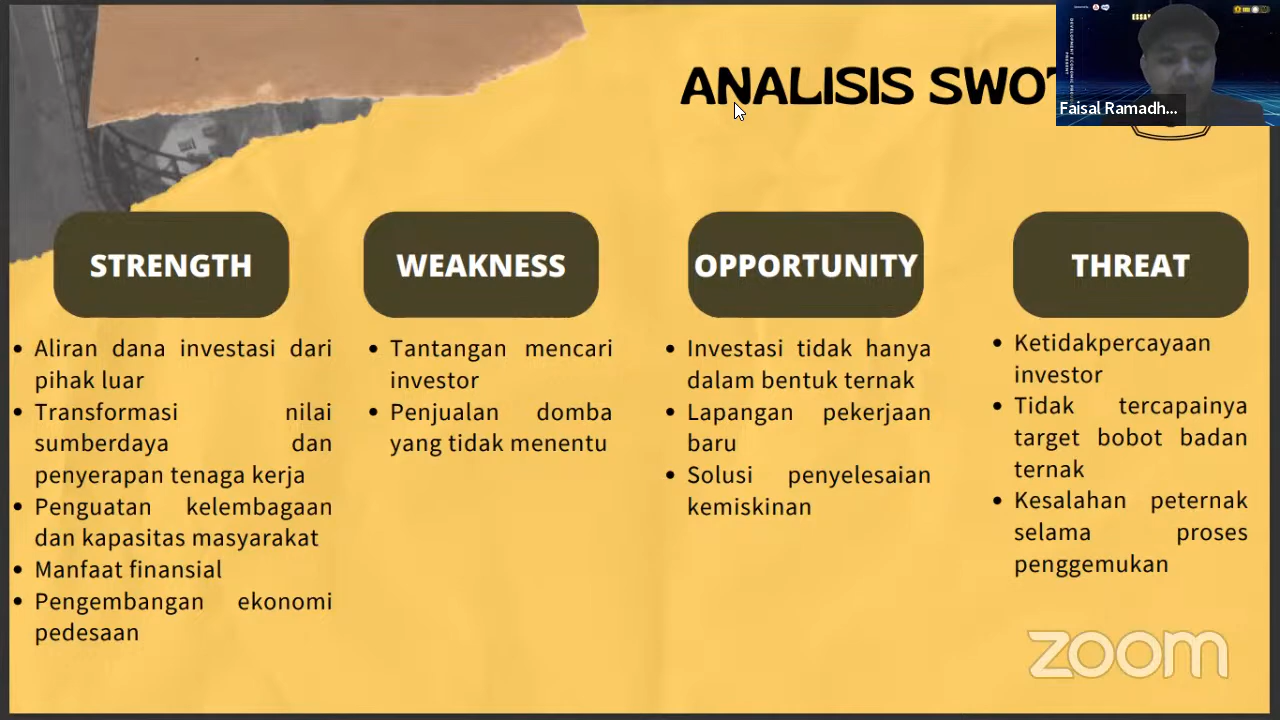 ANALISIS SWOT
Faisal Ramadh...
STRENGTH
Aliran dana investasi dari
pihak luar
Transformasi nilai
sumberdaya dan
penyerapan tenaga kerja
Penguatan kelembagaan
dan kapasitas masyarakat
Manfaat finansial
Pengembangan ekonomi
pedesaan
WEAKNESS
Tantangan mencari
investor
Penjualan domba
yang tidak menentu
OPPORTUNITY
Investasi tidak hanya
dalam bentuk ternak
Lapangan pekerjaan
baru
Solusi penyelesaian
kemiskinan
THREAT
Ketidakpercayaan
investor
Tidak tercapainya
target bobot badan
ternak
Kesalahan peternak
selama proses
penggemukan
zoom